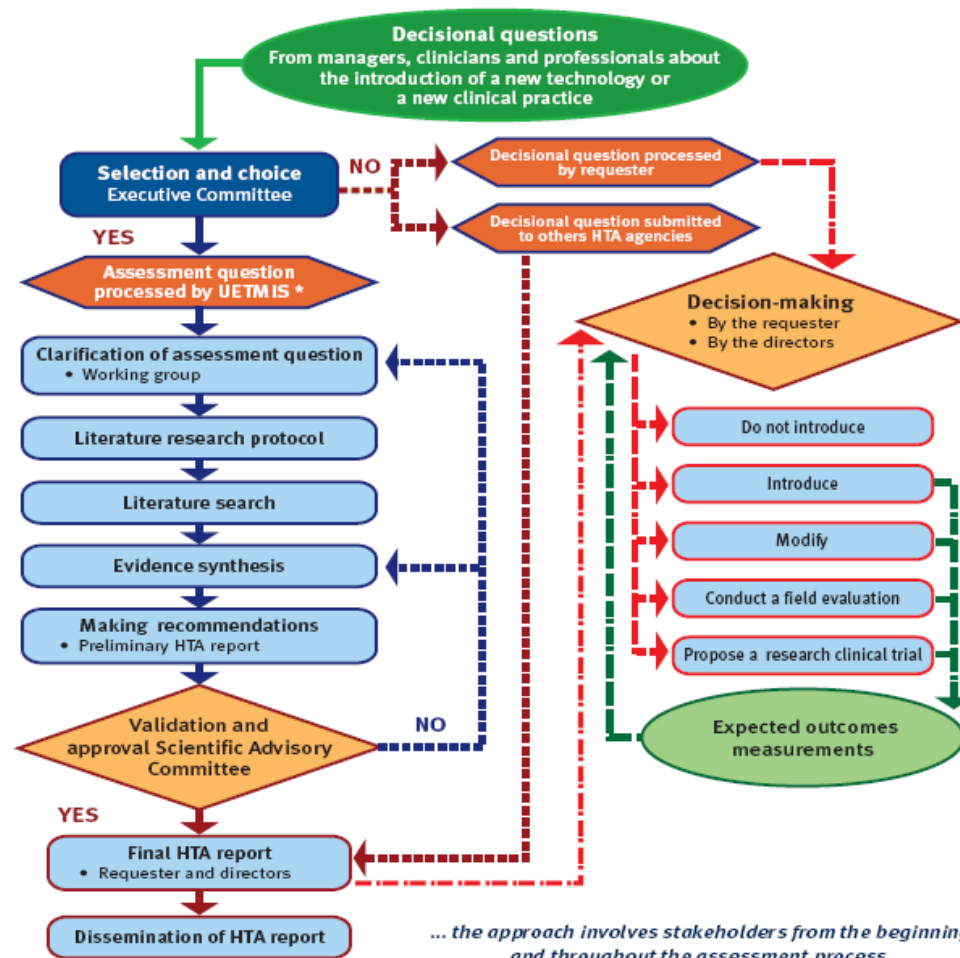 Decisional questions
From managers, clinicians and professionals about
the introduction of a new technology or
a new clinical practice
Selection and choice
Executive Committee
NO
Decisional question processed
by requester
Decisional question submitted
to others HTA agencies
YES
Assessment question
processed by UETMIS *
Decision-making
• By the requester
• By the directors
Clarification of assessment question
• Working group
Literature research protocol
Literature search
Evidence synthesis
Making recommendations
• Preliminary HTA report
Validation and
approval Scientific Advisory
Committee
NO
YES
Final HTA report
• Requester and directors
Dissemination of HTA report
Do not introduce
Introduce
Modify
Conduct a field evaluation
Propose a research clinical trial
Expected outcomes
measurements
... the approach involves stakeholders from the beginning
and throughout the assessment process